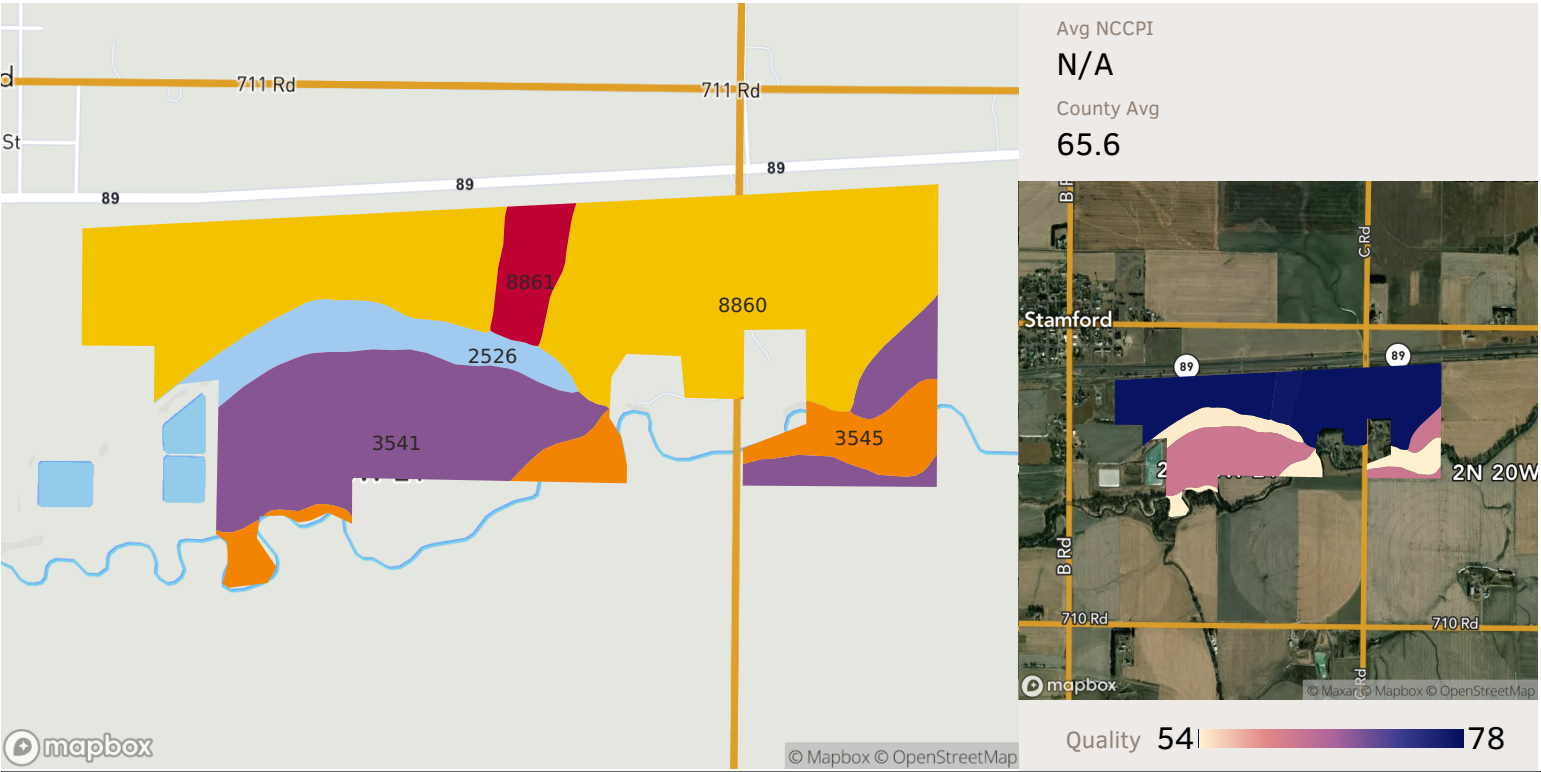 711 Rd
711 Rd
d
St
89
89
89
8861
8860
2526
3541
3545
mapbox
© Mapbox © OpenStreetMap
Avg NCCPI
N/A
County Avg
65.6
C Rd
Stamford
89
89
2N 20W
B Rd
710 Rd
710 Rd
mapbox
© Maxar © Mapbox © OpenStreetMap
Quality 54 78